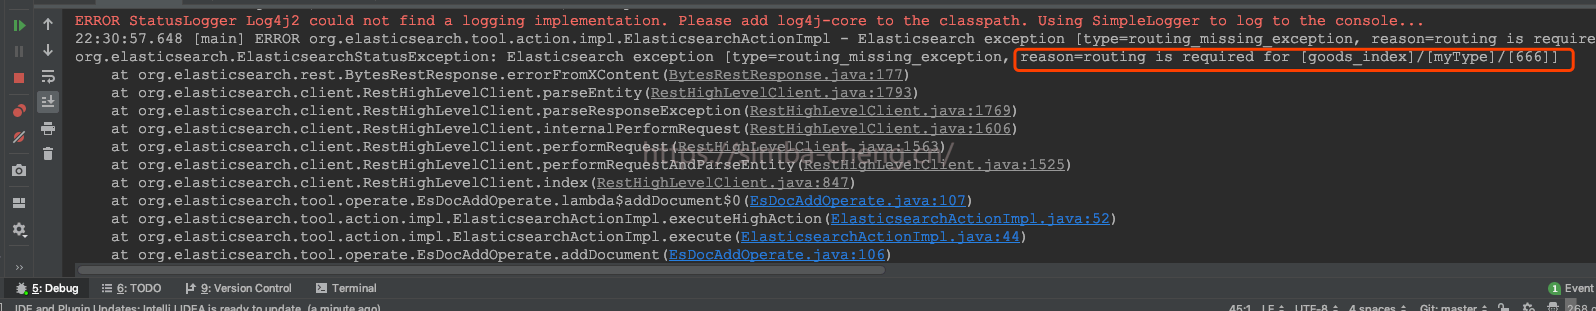 ERROR StatusLogger Log4j2 could not find a logging implementation. Please add log4j-core to the classpath. Using SimpleLogger to log to the console...
22:30:57.648 [main] ERROR org.elasticsearch.tool.action.impl.ElasticsearchActionImpl - Elasticsearch exception [type=routing_missing_exception, reason=routing is require
org.elasticsearch.ElasticsearchStatusException: Elasticsearch exception [type=routing_missing_exception, reason=routing is required for [goods_index]/[myType]/[666]]
at org.elasticsearch.rest.BytesRestResponse.errorFromXContent(BytesRestResponse.java:177)
at org.elasticsearch.client.RestHighLevelClient.parseEntity(RestHighLevelClient.java:1793)
at org.elasticsearch.client.RestHighLevelClient.parseResponseException(RestHighLevelClient.java:1769)
at org.elasticsearch.client.RestHighLevelClient.internalPerformRequest(RestHighLevelClient.java:1606)
at org.elasticsearch.client.RestHighLevelClient.performRequest(RestHighLevelClient.java:1563)
https://simba-cheng.cn/
at org.elasticsearch.client.RestHighLevelClient.performRequestAndParseEntity(RestHighLevelClient.java:1525)
at org.elasticsearch.client.RestHighLevelClient.index(RestHighLevelClient.java:847)
at org.elasticsearch.tool.operate.EsDocAddOperate.lambda$addDocument$0(EsDocAddOperate.java:107)
at org.elasticsearch.tool.action.impl.ElasticsearchActionImpl.executeHighAction(ElasticsearchActionImpl.java:52)
at org.elasticsearch.tool.action.impl.ElasticsearchActionImpl.execute(ElasticsearchActionImpl.java:44)
at org.elasticsearch.tool.operate.EsDocAddOperate.addDocument(EsDocAddOperate.java:106)
5: Debug 6: TODO 9: Version Control Terminal 1 Event
IDE and Plugin Updates: IntelliJ IDEA is ready to update. (a minute ago) 45:1 LF UTF-8 4 spaces Git: master 268